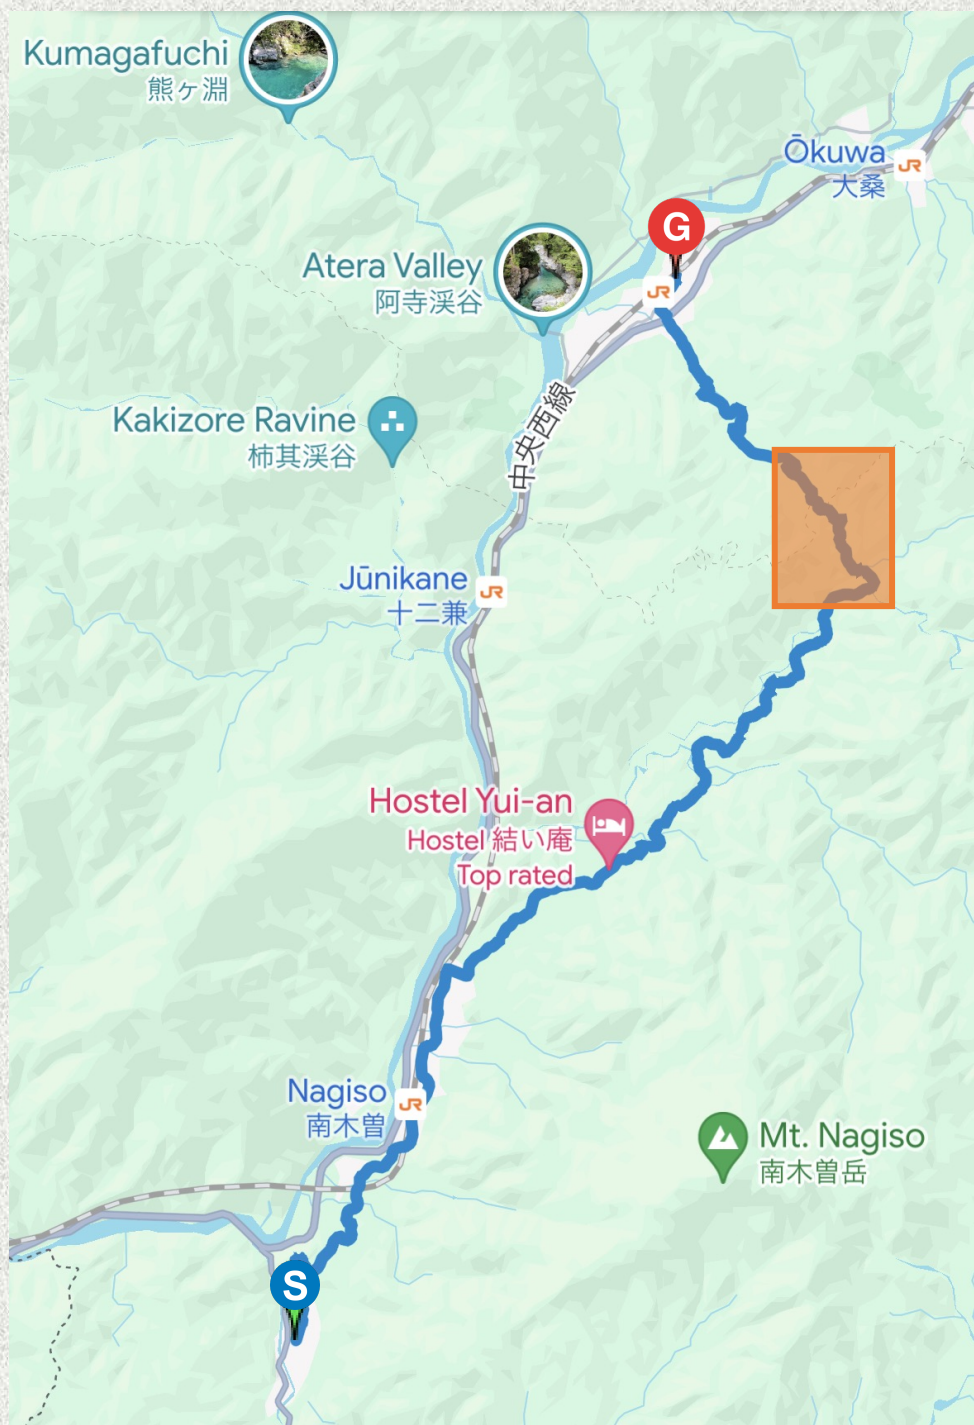 Kumagafuchi
熊ヶ淵
Ōkuwa
大桑
JR
G
Atera Valley
阿寺渓谷
JR
Kakizore Ravine
柿其渓谷
中央西線
Jūnikane
十二兼
JR
Hostel Yui-an
Hostel 結い庵
Top rated
Nagiso
南木曽
JR
Mt. Nagiso
南木曽岳
S